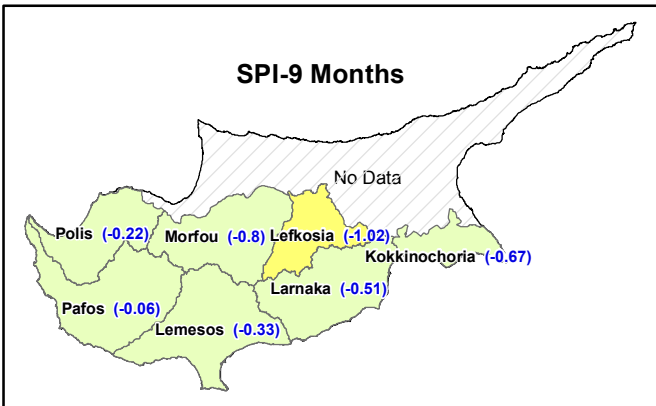 SPI-9 Months
No Data
Polis (-0.22)
Morfou (-0.8)
Lefkosia (-1.02)
Kokkinochoria (-0.67)
Pafos (-0.06)
Larnaka (-0.51)
Lemesos (-0.33)